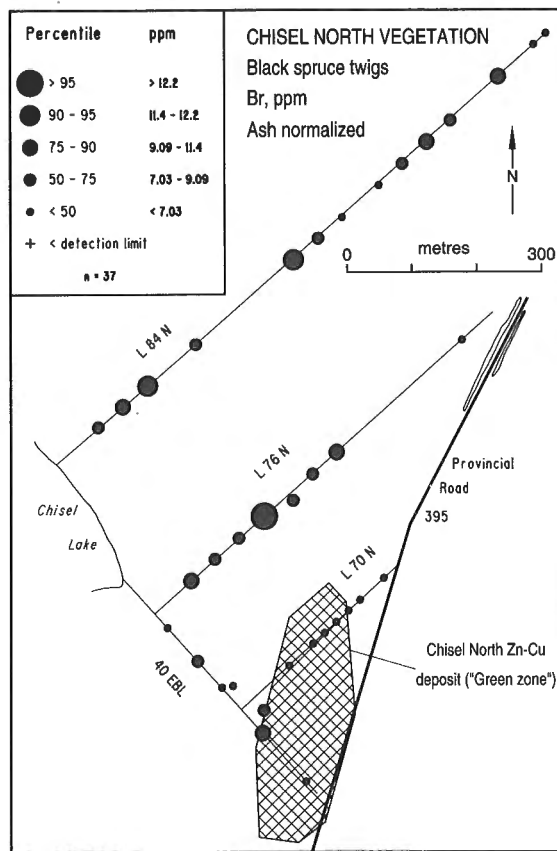 Percentile ppm
> 95 > 12.2
90 - 95 11.4 - 12.2
75 - 90 9.09 - 11.4
50 - 75 7.03 - 9.09
< 50 < 7.03
+ < detection limit
n = 37
CHISEL NORTH VEGETATION
Black spruce twigs
Br, ppm
Ash normalized
N
metres
0 300
L 84 N
L 76 N
Provincial
Road
395
Chisel
Lake
L 70 N
40 EBL
Chisel North Zn-Cu
deposit ("Green zone")